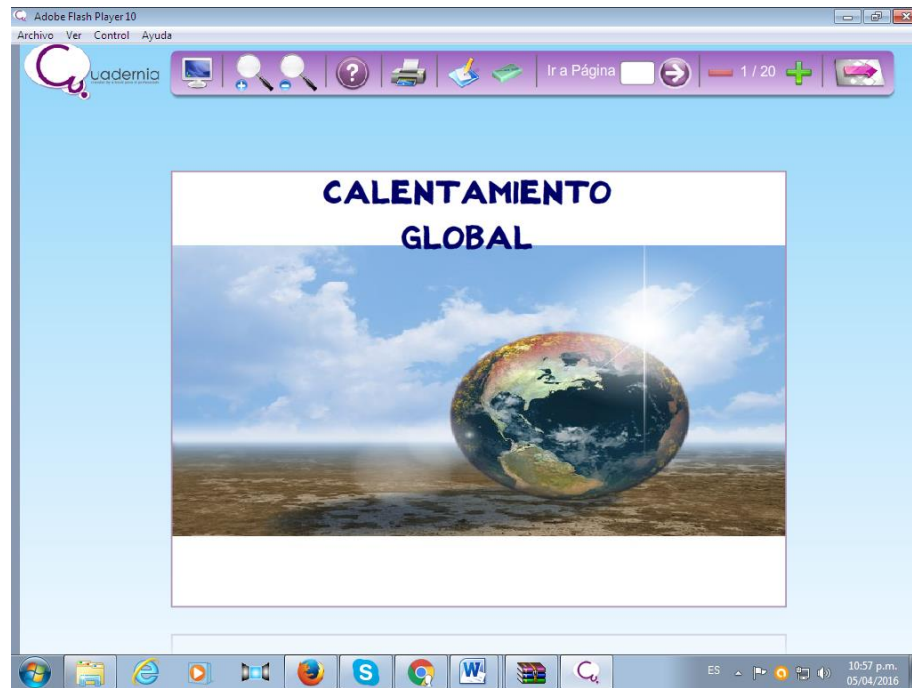 Adobe Flash Player 10
Archivo Ver Control Ayuda
Cuadernia
Ir a Página
1 / 20
CALENTAMIENTO
GLOBAL
ES
10:57 p.m.
05/04/2016